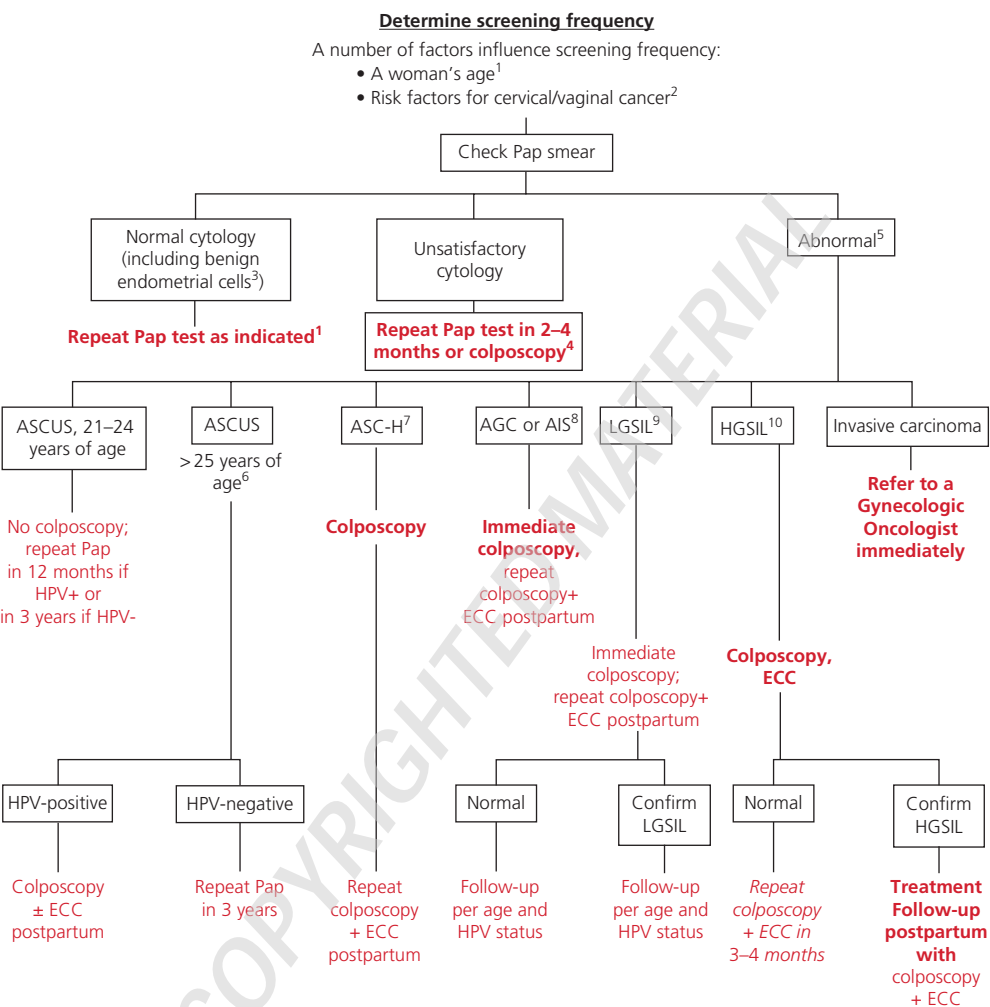 Determine screening frequency
A number of factors influence screening frequency:
• A woman's age1
• Risk factors for cervical/vaginal cancer2
Check Pap smear
Normal cytology
(including benign
endometrial cells3)
Unsatisfactory
cytology
Abnormal5
Repeat Pap test as indicated1
Repeat Pap test in 2–4
months or colposcopy4
ASCUS, 21–24
years of age
ASCUS
>25 years of
age6
ASC-H7
AGC or AIS8
LGSIL9
HGSIL10
Invasive carcinoma
No colposcopy;
repeat Pap
in 12 months if
HPV+ or
in 3 years if HPV-
Colposcopy
Immediate
colposcopy,
repeat
colposcopy+
ECC postpartum
Refer to a
Gynecologic
Oncologist
immediately
Immediate
colposcopy;
repeat colposcopy+
ECC postpartum
Colposcopy,
ECC
HPV-positive
HPV-negative
Normal
Confirm
LGSIL
Normal
Confirm
HGSIL
Colposcopy
± ECC
postpartum
Repeat Pap
in 3 years
Repeat
colposcopy
+ ECC
postpartum
Follow-up
per age and
HPV status
Follow-up
per age and
HPV status
Repeat
colposcopy
+ ECC in
3–4 months
Treatment
Follow-up
postpartum
with
colposcopy
+ ECC
COPYRIGHTED MATERIAL